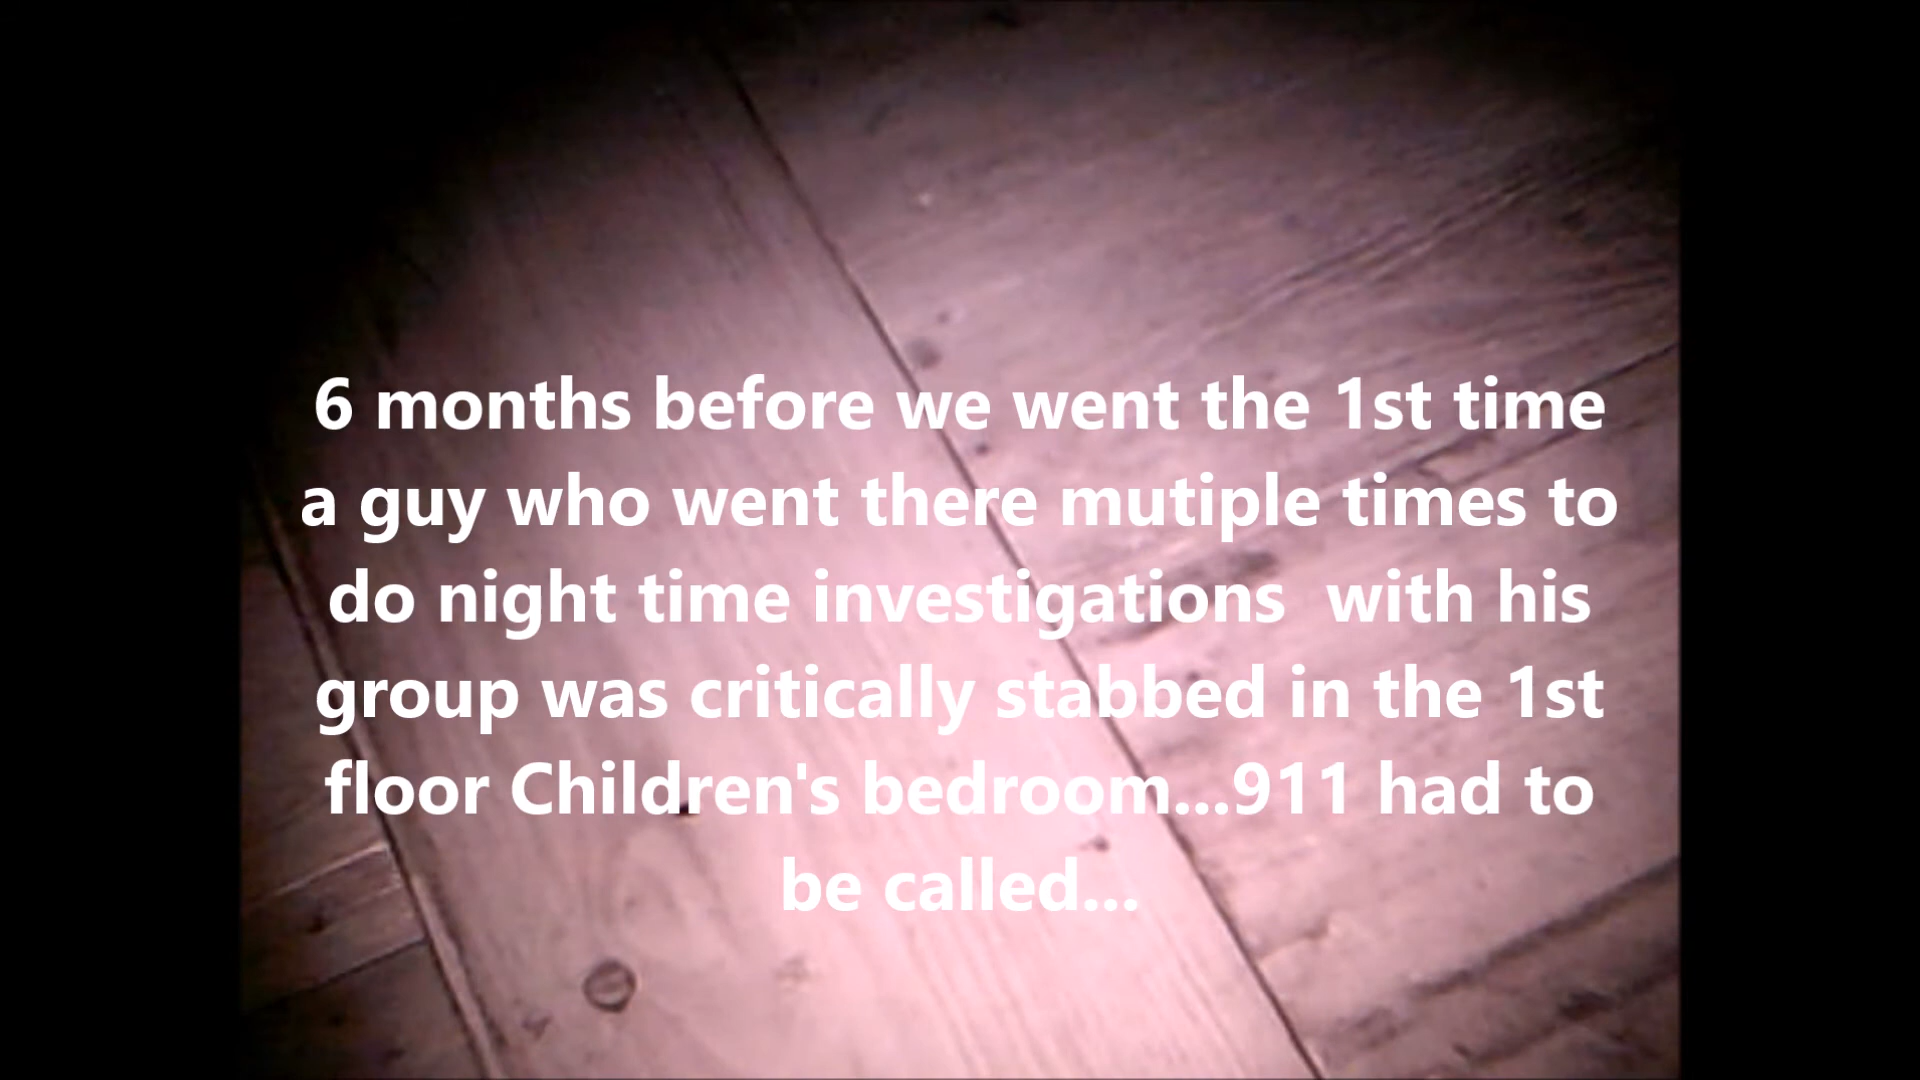 6 months before we went the 1st time
a guy who went there mutiple times to
do night time investigations  with his
group was critically stabbed in the 1st
floor Children's bedroom...911 had to
be called...